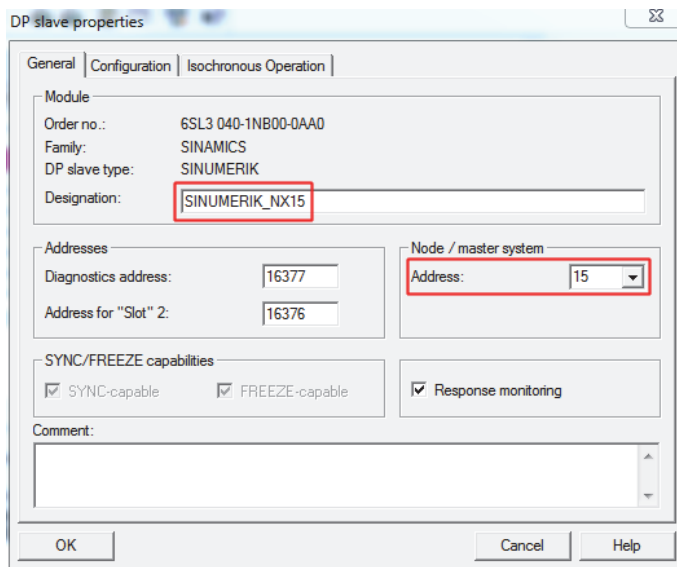 DP slave properties
General Configuration Isochronous Operation
Module
Order no.: 6SL3 040-1NB00-0AA0
Family: SINAMICS
DP slave type: SINUMERIK
Designation: SINUMERIK_NX15
Addresses
Diagnostics address: 16377
Address for "Slot" 2: 16376
Node / master system
Address: 15
SYNC/FREEZE capabilities
SYNC-capable FREEZE-capable
Response monitoring
Comment:
OK Cancel Help